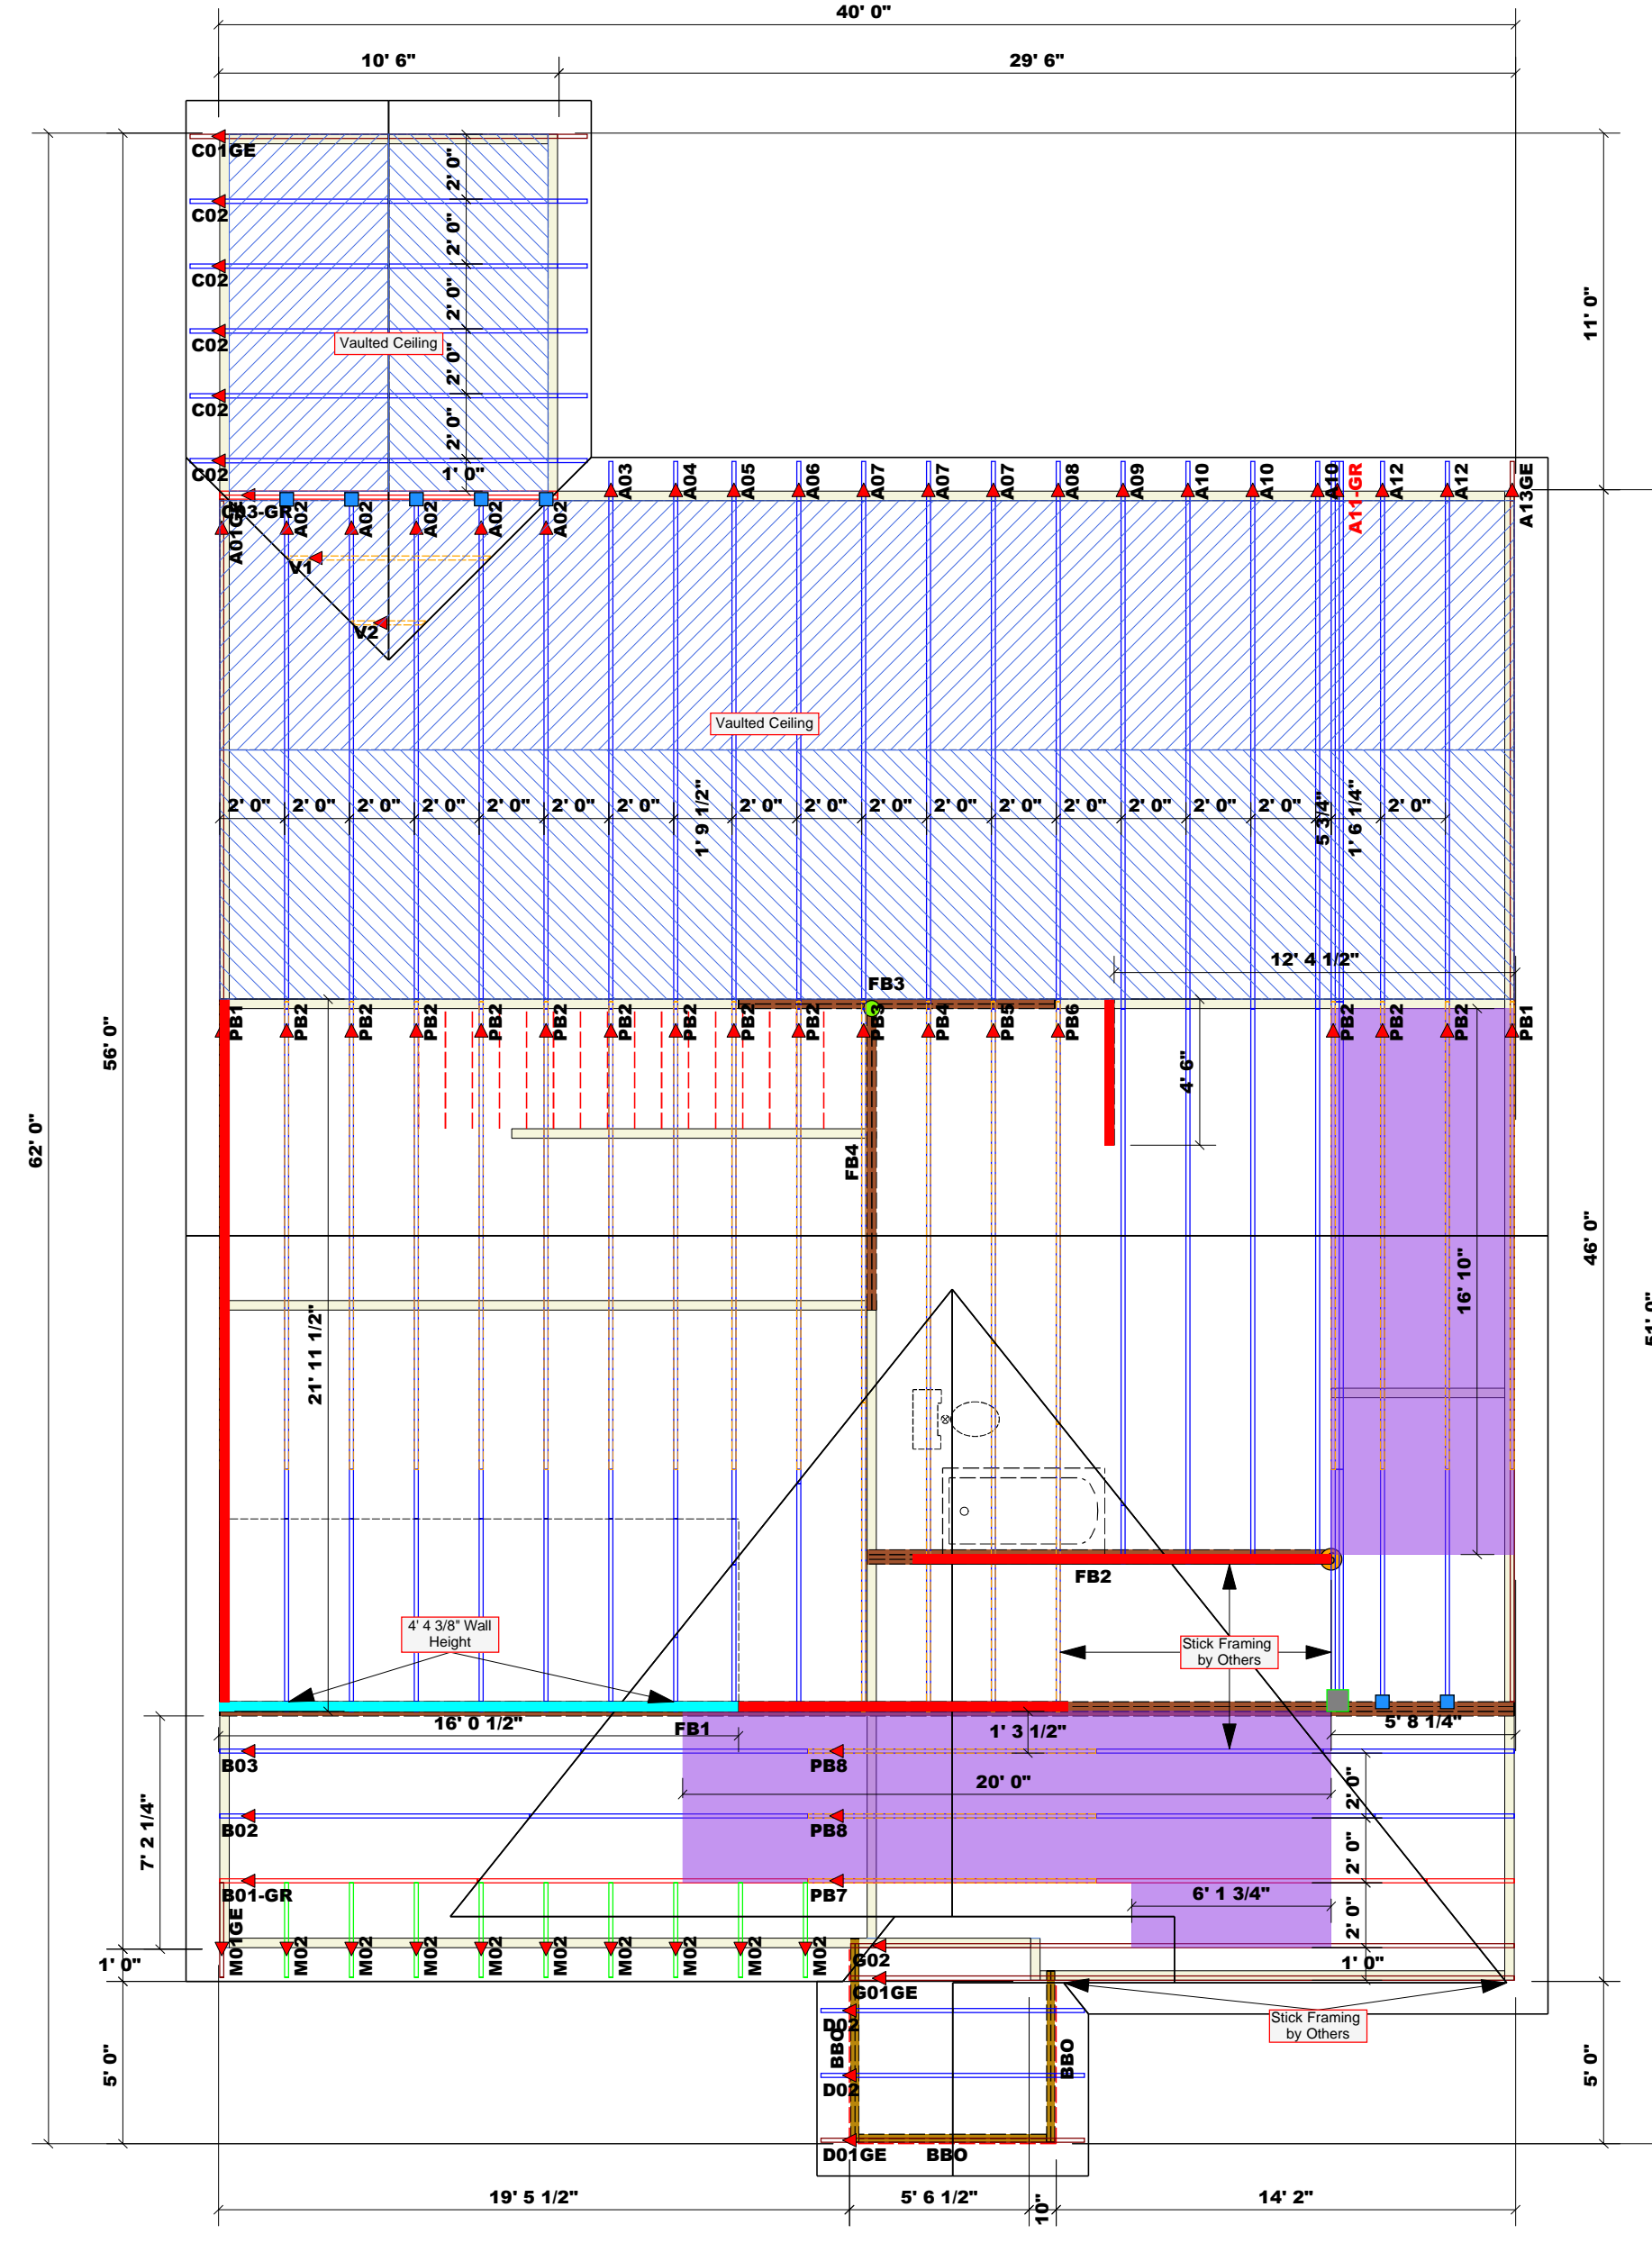 40' 0"
10' 6"
29' 6"
C01GE
2' 0"
C02
2' 0"
C02
2' 0"
11' 0"
C02
Vaulted Ceiling
2' 0"
C02
2' 0"
C02
1' 0"
A03
A04
A05
A06
A07
A07
A07
A08
A09
A10
A10
A10
A11-GR
A12
A12
A13GE
C03-GR
A01GE
A02
A02
A02
A02
A02
V1
V2
Vaulted Ceiling
2' 0"
2' 0"
2' 0"
2' 0"
2' 0"
2' 0"
2' 0"
1' 9 1/2"
2' 0"
2' 0"
2' 0"
2' 0"
2' 0"
2' 0"
2' 0"
2' 0"
2' 0"
5 3/4"
1' 6 1/4"
2' 0"
12' 4 1/2"
FB3
PB1
PB2
PB2
PB2
PB2
PB2
PB2
PB2
PB2
PB2
PB3
PB4
PB5
PB6
PB2
PB2
PB2
PB1
56' 0"
4' 6"
62' 0"
FB4
46' 0"
16' 10"
51' 0"
21' 11 1/2"
FB2
4' 4 3/8" Wall
Height
Stick Framing
by Others
16' 0 1/2"
FB1
1' 3 1/2"
5' 8 1/4"
B03
PB8
20' 0"
2' 0"
7' 2 1/4"
B02
PB8
2' 0"
B01-GR
PB7
6' 1 3/4"
2' 0"
M01GE
M02
M02
M02
M02
M02
M02
M02
M02
M02
1' 0"
G02
1' 0"
G01GE
D02
Stick Framing
by Others
BBO
BBO
5' 0"
5' 0"
D02
D01GE
BBO
19' 5 1/2"
5' 6 1/2"
10"
14' 2"